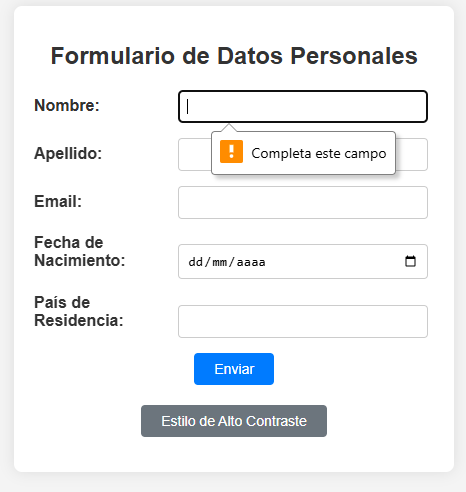 Formulario de Datos Personales
Nombre:
Completa este campo
Apellido:
Email:
Fecha de
Nacimiento:
dd/mm/aaaa
País de
Residencia:
Enviar
Estilo de Alto Contraste